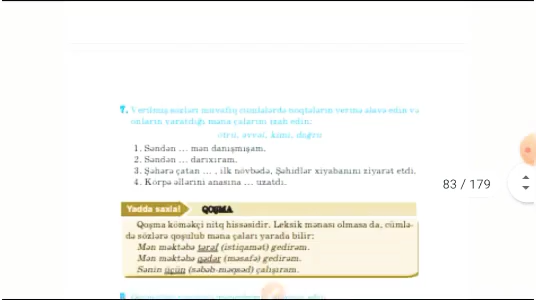 7. Verilmiş sözləri müvafiq cümlələrdə nöqtələrin yerinə əlavə edin və
onların yaratdığı məna çalarını izah edin:
ötrü, əvvəl, kimi, doğru
1. Səndən ... mən danışmışam.
2. Səndən ... darıxıram.
3. Şəhərə çatan ... , ilk növbədə, Şəhidlər xiyabanını ziyarət etdi.
4. Körpə əllərini anasına ... uzatdı.
83 / 179
Yadda saxla! QOŞMA
Qoşma köməkçi nitq hissəsidir. Leksik mənası olmasa da, cümlə-
də sözlərə qoşulub məna çaları yarada bilir:
Mən məktəbə tərəf (istiqamət) gedirəm.
Mən məktəbə qədər (məsafə) gedirəm.
Sənin üçün (səbəb-məqsəd) çalışıram.